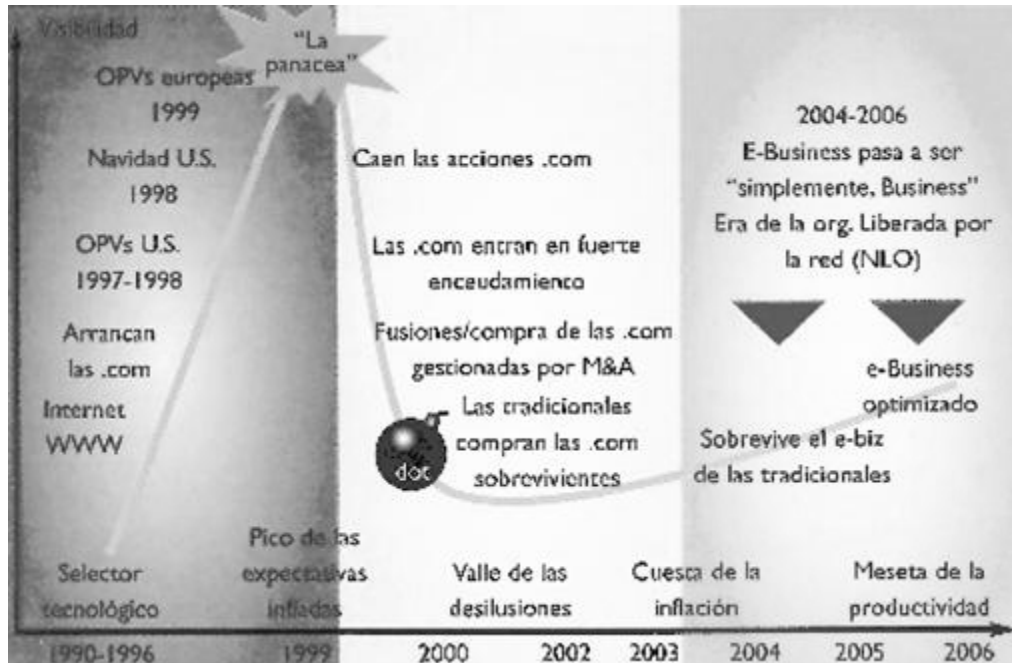 Visibilidad
"La
panacea"
OPVs europeas
1999
Navidad U.S.
1998
OPVs U.S.
1997-1998
Arrancan
las .com
Internet
WWW
Caen las acciones .com
Las .com entran en fuerte
enceudamiento
Fusiones/compra de las .com
gestionadas por M&A
Las tradicionales
compran las .com
sobrevivientes
dot
2004-2006
E-Business pasa a ser
"simplemente, Business"
Era de la org. Liberada por
la red (NLO)
e-Business
optimizado
Sobrevive el e-biz
de las tradicionales
Selector
tecnológico
Pico de las
expectativas
infladas
Valle de las
desilusiones
Cuesta de la
inflación
Meseta de la
productividad
1990-1996
1999
2000
2002
2003
2004
2005
2006